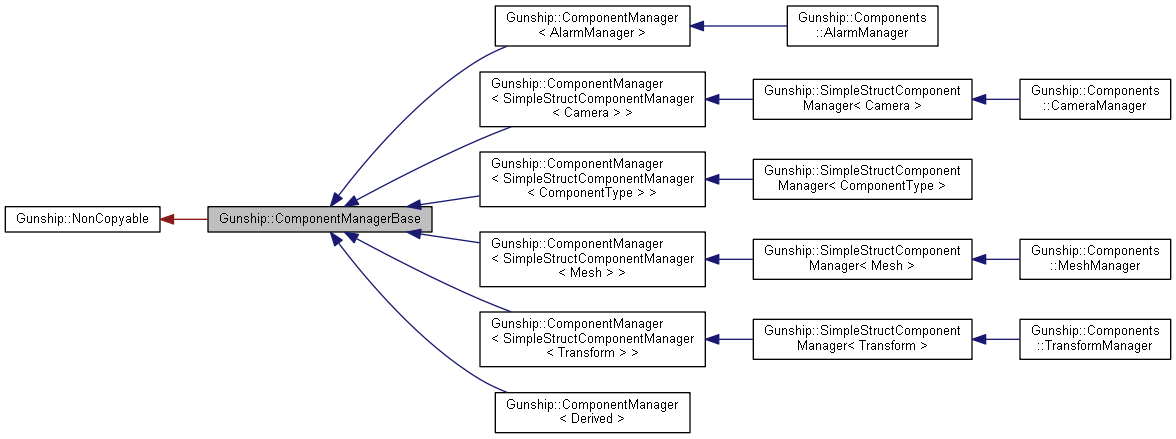 Gunship::ComponentManager
< AlarmManager >
Gunship::Components
::AlarmManager
Gunship::ComponentManager
< SimpleStructComponentManager
< Camera > >
Gunship::SimpleStructComponent
Manager< Camera >
Gunship::Components
::CameraManager
Gunship::ComponentManager
< SimpleStructComponentManager
< ComponentType > >
Gunship::SimpleStructComponent
Manager< ComponentType >
Gunship::NonCopyable
Gunship::ComponentManagerBase
Gunship::ComponentManager
< SimpleStructComponentManager
< Mesh > >
Gunship::SimpleStructComponent
Manager< Mesh >
Gunship::Components
::MeshManager
Gunship::ComponentManager
< SimpleStructComponentManager
< Transform > >
Gunship::SimpleStructComponent
Manager< Transform >
Gunship::Components
::TransformManager
Gunship::ComponentManager
< Derived >